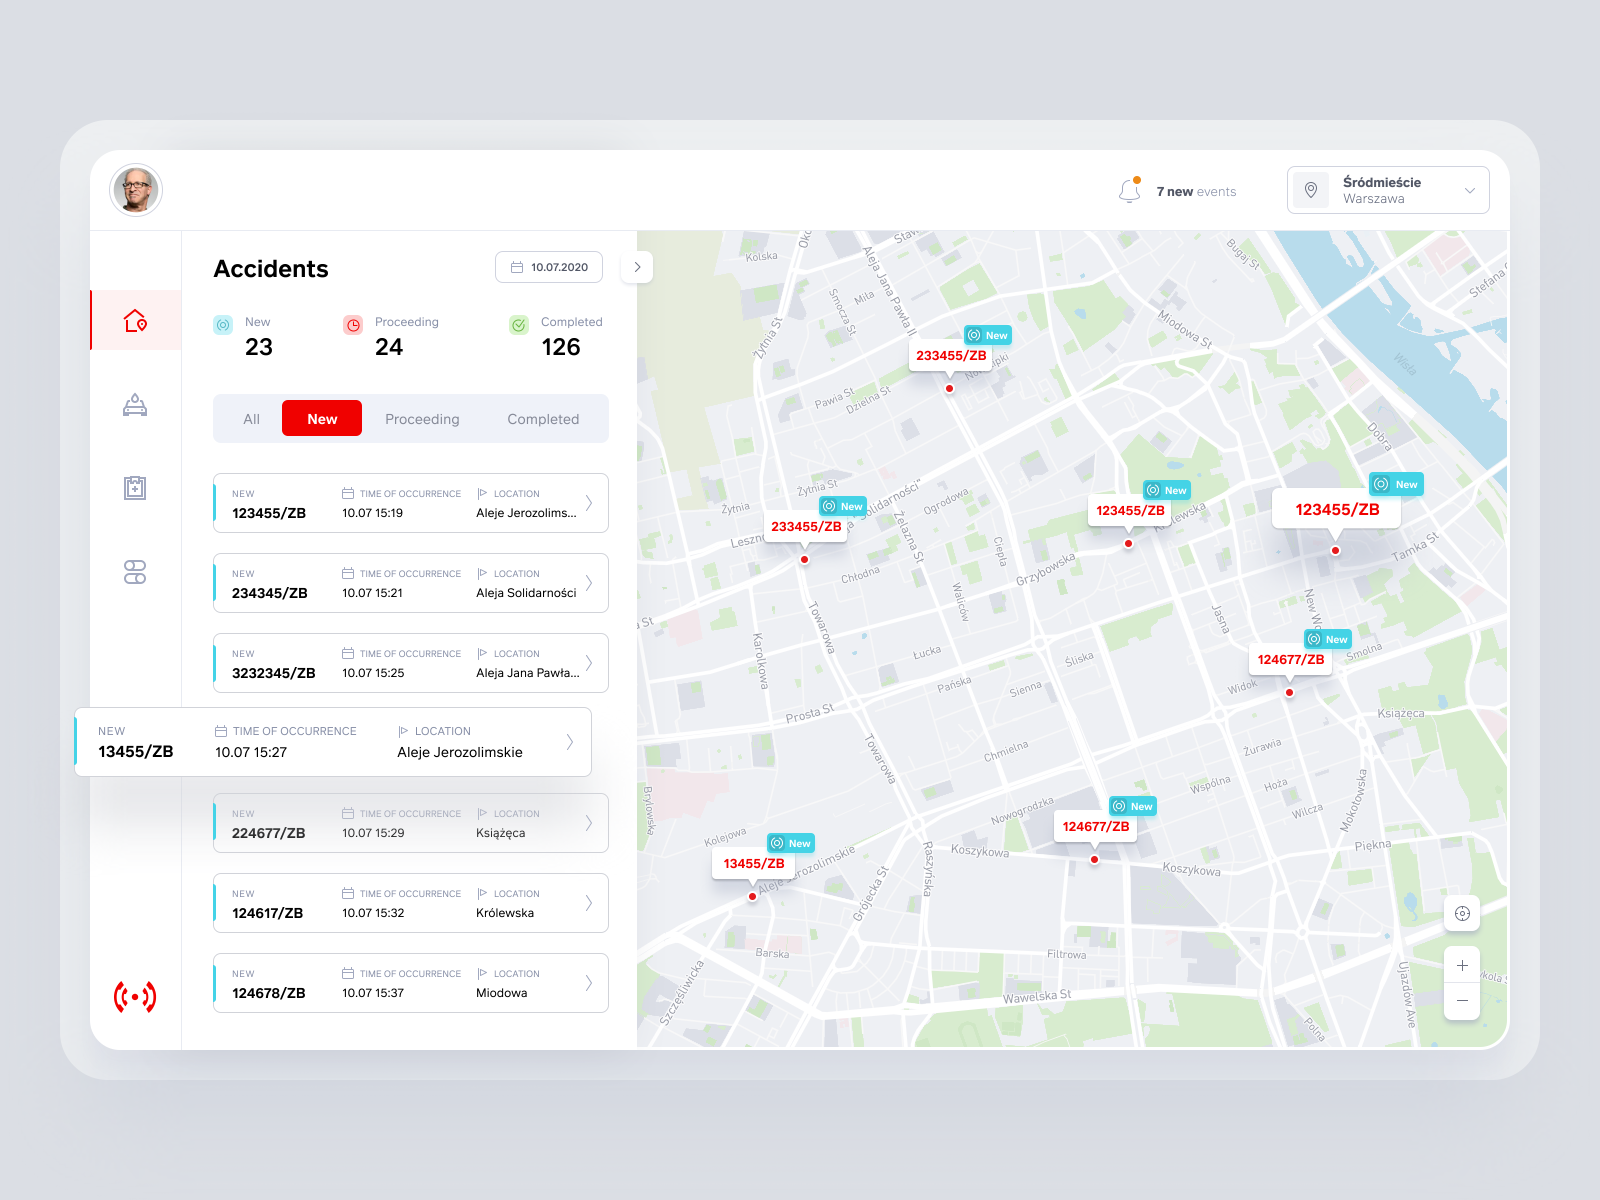 7 new events
Śródmieście
Warszawa
Accidents
10.07.2020
New
23
Proceeding
24
Completed
126
All
New
Proceeding
Completed
NEW
TIME OF OCCURRENCE
LOCATION
123455/ZB
10.07 15:19
Aleje Jerozolims...
NEW
TIME OF OCCURRENCE
LOCATION
234345/ZB
10.07 15:21
Aleja Solidarności
NEW
TIME OF OCCURRENCE
LOCATION
3232345/ZB
10.07 15:25
Aleja Jana Pawła...
NEW
TIME OF OCCURRENCE
LOCATION
13455/ZB
10.07 15:27
Aleje Jerozolimskie
NEW
TIME OF OCCURRENCE
LOCATION
224677/ZB
10.07 15:29
Książęca
NEW
TIME OF OCCURRENCE
LOCATION
124617/ZB
10.07 15:32
Królewska
NEW
TIME OF OCCURRENCE
LOCATION
124678/ZB
10.07 15:37
Miodowa
Kolska
Aleja Jana Pawła II
Bugaj St
Stefana
Miła
Smocza St
Żytnia St
Miodowa St
Wisła
New
233455/ZB
Pawia St
Dzielna St
Dobra
Żytnia St
Żytnia
Solidarności"
Ogrodowa
Żelazna St
New
233455/ZB
New
123455/ZB
New
123455/ZB
Tamka St
Ciepła
Grzybowska
Chłodna
Waliców
Towarowa
Karolkowa
Jasna
New
124677/ZB
Smolna
Widok
Łucka
Śliska
Pańska
Sienna
Prosta St
Książęca
Towarowa
Chmielna
Żurawia
Wspólna
Hoża
Wilcza
Mokotowska
Brylowska
Nowogrodzka
New
124677/ZB
Kolejowa
New
13455/ZB
Aleje Jerozolimskie
Koszykowa
Koszykowa
Piękna
Raszyńska
Grójecka St
Barska
Filtrowa
Szczęśliwicka
Wawelska St
Ujazdów Ave
Polna